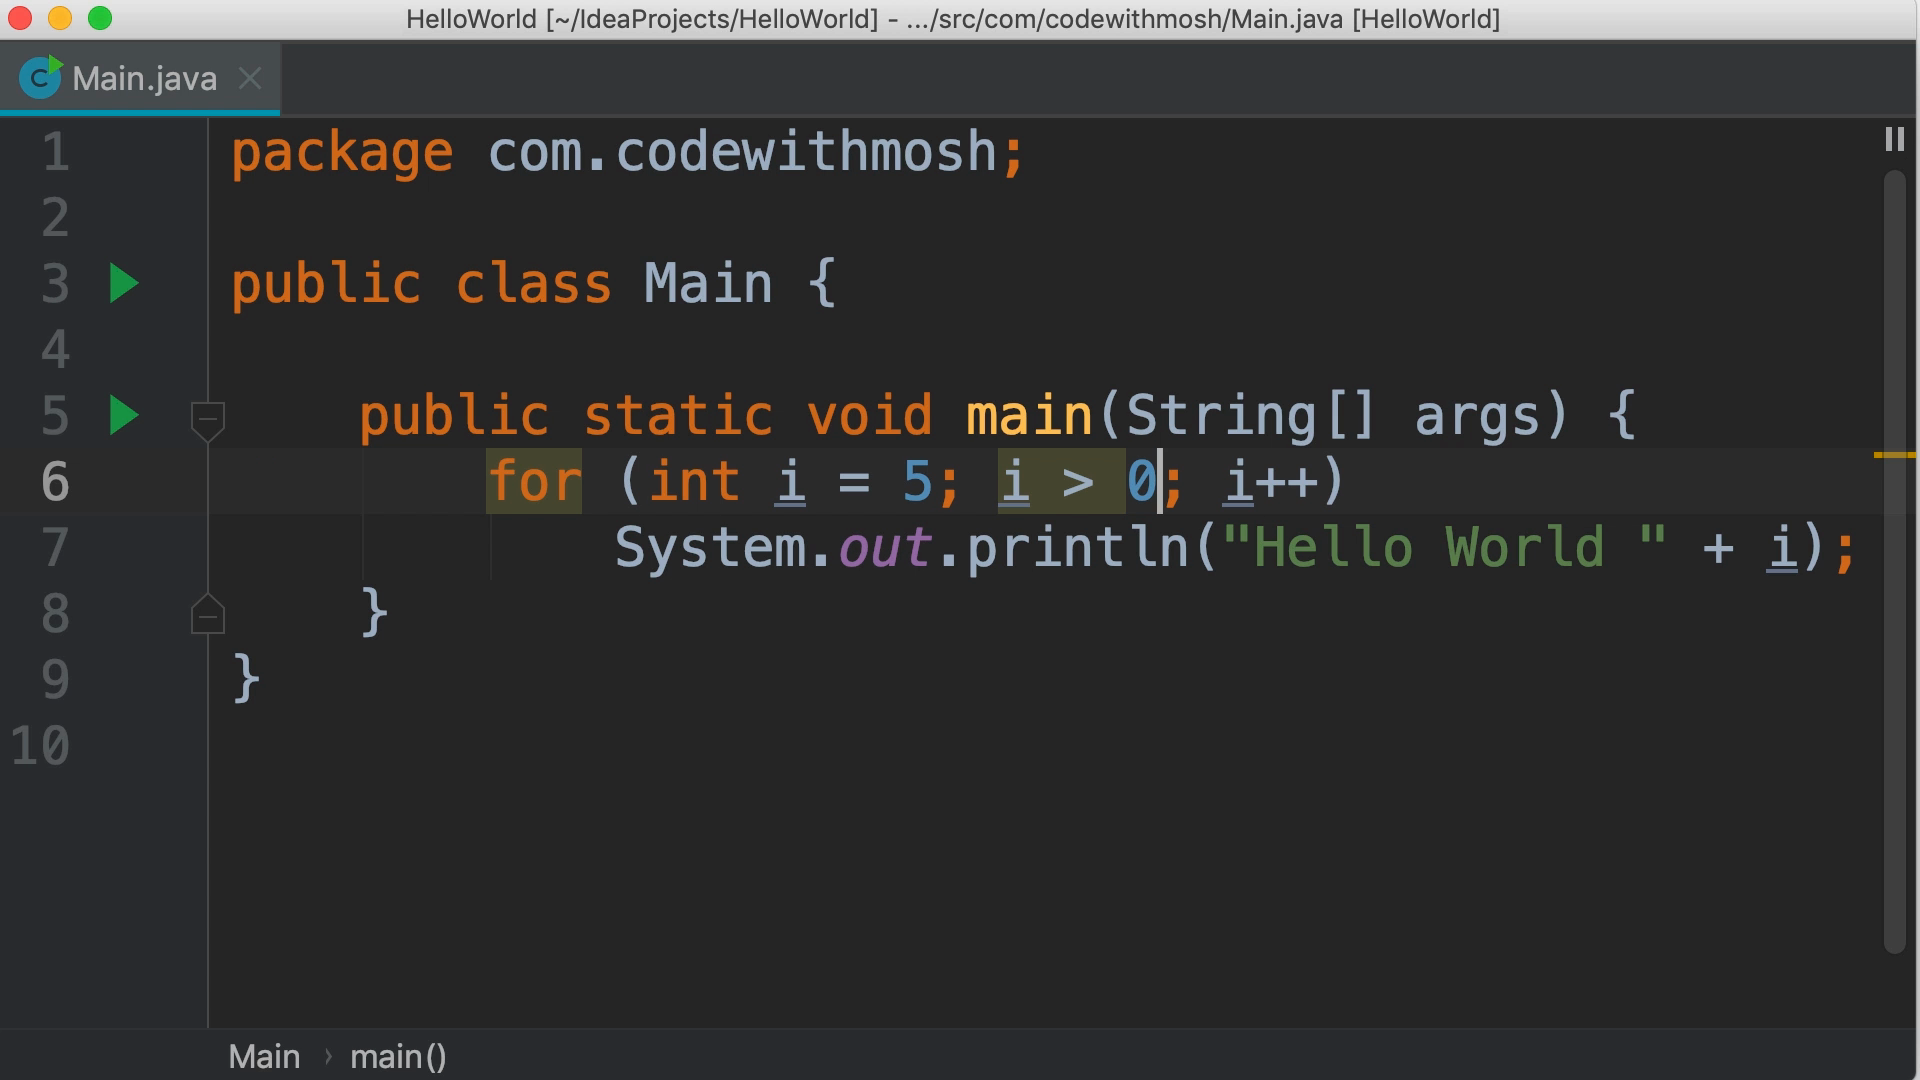 HelloWorld [~/IdeaProjects/HelloWorld] - .../src/com/codewithmosh/Main.java [HelloWorld]
C Main.java
1 package com.codewithmosh;
2
3 public class Main {
4
5 public static void main(String[] args) {
6 for (int i = 5; i > 0; i++)
7 System.out.println("Hello World " + i);
8 }
9 }
10
Main › main()